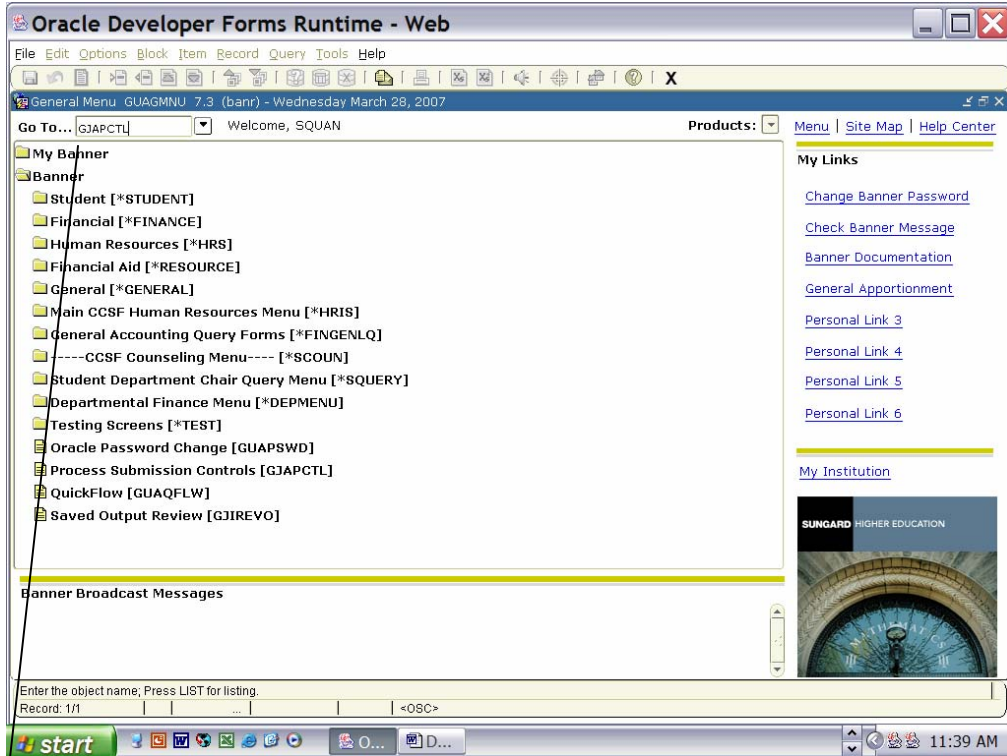 Oracle Developer Forms Runtime - Web
File Edit Options Block Item Record Query Tools Help
X
General Menu GUAGMNU 7.3 (banr) - Wednesday March 28, 2007
Go To... GJAPCTL Welcome, SQUAN Products: Menu | Site Map | Help Center
My Banner
Banner
Student [*STUDENT]
Financial [*FINANCE]
Human Resources [*HRS]
Financial Aid [*RESOURCE]
General [*GENERAL]
Main CCSF Human Resources Menu [*HRIS]
General Accounting Query Forms [*FINGENLQ]
-----CCSF Counseling Menu---- [*SCOUN]
Student Department Chair Query Menu [*SQUERY]
Departmental Finance Menu [*DEPMENU]
Testing Screens [*TEST]
Oracle Password Change [GUAPSWD]
Process Submission Controls [GJAPCTL]
QuickFlow [GUAQFLW]
Saved Output Review [GJIREVO]
My Links
Change Banner Password
Check Banner Message
Banner Documentation
General Apportionment
Personal Link 3
Personal Link 4
Personal Link 5
Personal Link 6
My Institution
SUNGARD HIGHER EDUCATION
MATHEMATICS
Banner Broadcast Messages
Enter the object name; Press LIST for listing.
Record: 1/1 ... <OSC>
start O... D... 11:39 AM